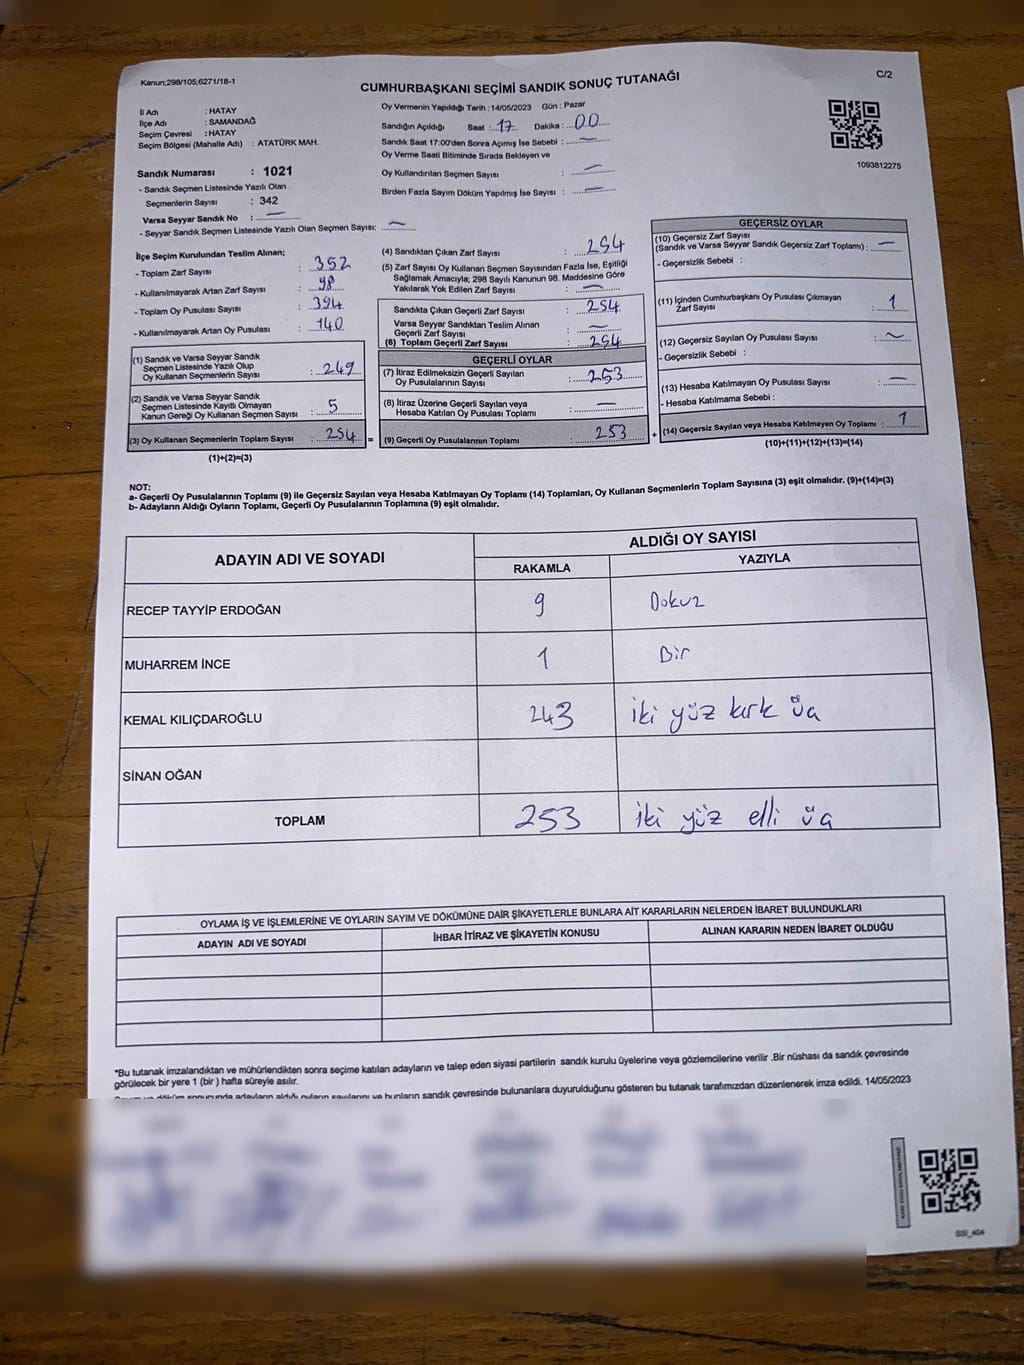 Kanun;298/105;6271/18-1
CUMHURBAŞKANI SEÇİMİ SANDIK SONUÇ TUTANAĞI
C/2
İl Adı : HATAY
İlçe Adı : SAMANDAĞ
Seçim Çevresi : HATAY
Seçim Bölgesi (Mahalle Adı) : ATATÜRK MAH.
Oy Vermenin Yapıldığı Tarih : 14/05/2023 Gün : Pazar
Sandığın Açıldığı Saat : 17 Dakika : 00
Sandık Saat 17:00'den Sonra Açılmış İse Sebebi : —
Oy Verme Saati Bitiminde Sırada Bekleyen ve
Oy Kullandırılan Seçmen Sayısı : —
Birden Fazla Sayım Döküm Yapılmış İse Sayısı : —
1093812275
Sandık Numarası : 1021
- Sandık Seçmen Listesinde Yazılı Olan
Seçmenlerin Sayısı : 342
Varsa Seyyar Sandık No : —
- Seyyar Sandık Seçmen Listesinde Yazılı Olan Seçmen Sayısı: —
İlçe Seçim Kurulundan Teslim Alınan;
- Toplam Zarf Sayısı : 352
- Kullanılmayarak Artan Zarf Sayısı : 98
- Toplam Oy Pusulası Sayısı : 394
- Kullanılmayarak Artan Oy Pusulası : 140
(1) Sandık ve Varsa Seyyar Sandık
Seçmen Listesinde Yazılı Olup
Oy Kullanan Seçmenlerin Sayısı : 249
(2) Sandık ve Varsa Seyyar Sandık
Seçmen Listesinde Kayıtlı Olmayan
Kanun Gereği Oy Kullanan Seçmen Sayısı : 5
(3) Oy Kullanan Seçmenlerin Toplam Sayısı : 254 =
(1)+(2)=(3)
(4) Sandıktan Çıkan Zarf Sayısı : 254
(5) Zarf Sayısı Oy Kullanan Seçmen Sayısından Fazla İse, Eşitliği
Sağlamak Amacıyla; 298 Sayılı Kanunun 98. Maddesine Göre
Yakılarak Yok Edilen Zarf Sayısı : —
Sandıkta Çıkan Geçerli Zarf Sayısı : 254
Varsa Seyyar Sandıktan Teslim Alınan
Geçerli Zarf Sayısı : —
(6) Toplam Geçerli Zarf Sayısı : 254
GEÇERLİ OYLAR
(7) İtiraz Edilmeksizin Geçerli Sayılan
Oy Pusulalarının Sayısı : 253
(8) İtiraz Üzerine Geçerli Sayılan veya
Hesaba Katılan Oy Pusulası Toplamı : —
(9) Geçerli Oy Pusulalarının Toplamı : 253 +
GEÇERSİZ OYLAR
(10) Geçersiz Zarf Sayısı
(Sandık ve Varsa Seyyar Sandık Geçersiz Zarf Toplamı) : —
- Geçersizlik Sebebi :
(11) İçinden Cumhurbaşkanı Oy Pusulası Çıkmayan
Zarf Sayısı : 1
(12) Geçersiz Sayılan Oy Pusulası Sayısı : —
- Geçersizlik Sebebi :
(13) Hesaba Katılmayan Oy Pusulası Sayısı : —
- Hesaba Katılmama Sebebi :
(14) Geçersiz Sayılan veya Hesaba Katılmayan Oy Toplamı : 1
(10)+(11)+(12)+(13)=(14)
NOT:
a- Geçerli Oy Pusulalarının Toplamı (9) ile Geçersiz Sayılan veya Hesaba Katılmayan Oy Toplamı (14) Toplamları, Oy Kullanan Seçmenlerin Toplam Sayısına (3) eşit olmalıdır. (9)+(14)=(3)
b- Adayların Aldığı Oyların Toplamı, Geçerli Oy Pusulalarının Toplamına (9) eşit olmalıdır.
ADAYIN ADI VE SOYADI ALDIĞI OY SAYISI
RAKAMLA YAZIYLA
RECEP TAYYİP ERDOĞAN 9 Dokuz
MUHARREM İNCE 1 Bir
KEMAL KILIÇDAROĞLU 243 iki yüz kırk üç
SİNAN OĞAN
TOPLAM 253 iki yüz elli üç
OYLAMA İŞ VE İŞLEMLERİNE VE OYLARIN SAYIM VE DÖKÜMÜNE DAİR ŞİKAYETLERLE BUNLARA AİT KARARLARIN NELERDEN İBARET BULUNDUKLARI
ADAYIN ADI VE SOYADI İHBAR İTİRAZ VE ŞİKAYETİN KONUSU ALINAN KARARIN NEDEN İBARET OLDUĞU
*Bu tutanak imzalandıktan ve mühürlendikten sonra seçime katılan adayların ve talep eden siyasi partilerin sandık kurulu üyelerine veya gözlemcilerine verilir .Bir nüshası da sandık çevresinde
görülecek bir yere 1 (bir ) hafta süreyle asılır.
döküm sonucunda adayların aldığı oyların sayılarını ve bunların sandık çevresinde bulunanlara duyurulduğunu gösteren bu tutanak tarafımızdan düzenlenerek imza edildi. 14/05/2023